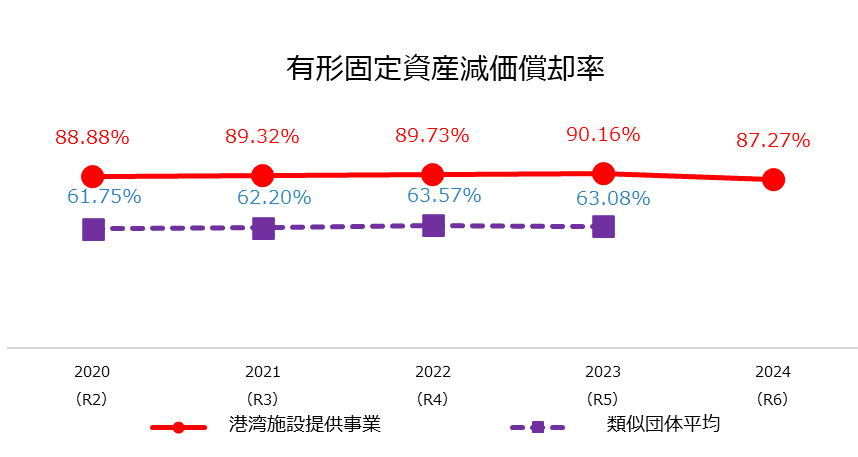 有形固定資産減価償却率
88.88% 89.32% 89.73% 90.16% 87.27%
61.75% 62.20% 63.57% 63.08%
2020 2021 2022 2023 2024
（R2） （R3） （R4） （R5） （R6）
港湾施設提供事業 類似団体平均